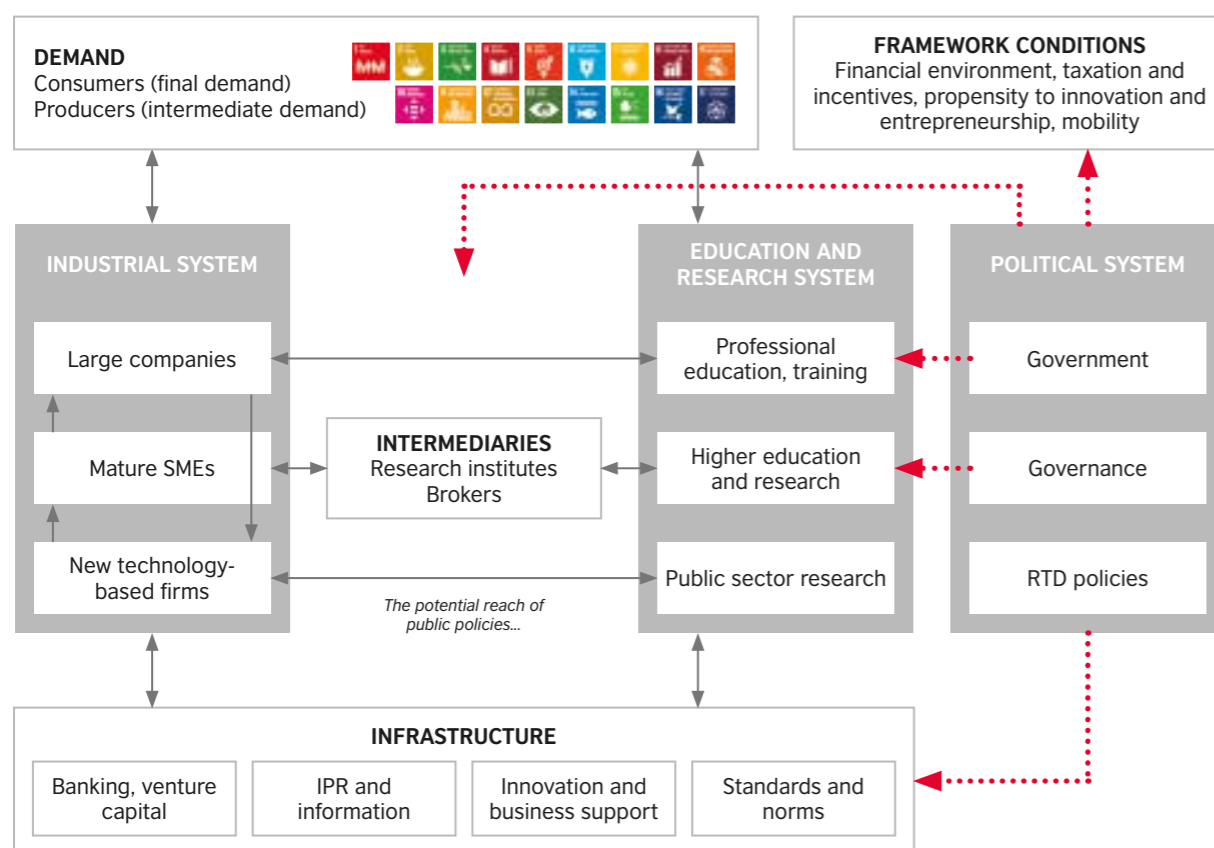 DEMAND
Consumers (final demand)
Producers (intermediate demand)
FRAMEWORK CONDITIONS
Financial environment, taxation and
incentives, propensity to innovation and
entrepreneurship, mobility
INDUSTRIAL SYSTEM
Large companies
Mature SMEs
New technology-
based firms
INTERMEDIARIES
Research institutes
Brokers
The potential reach of
public policies...
EDUCATION AND
RESEARCH SYSTEM
Professional
education, training
Higher education
and research
Public sector research
POLITICAL SYSTEM
Government
Governance
RTD policies
INFRASTRUCTURE
Banking, venture
capital
IPR and
information
Innovation and
business support
Standards and
norms